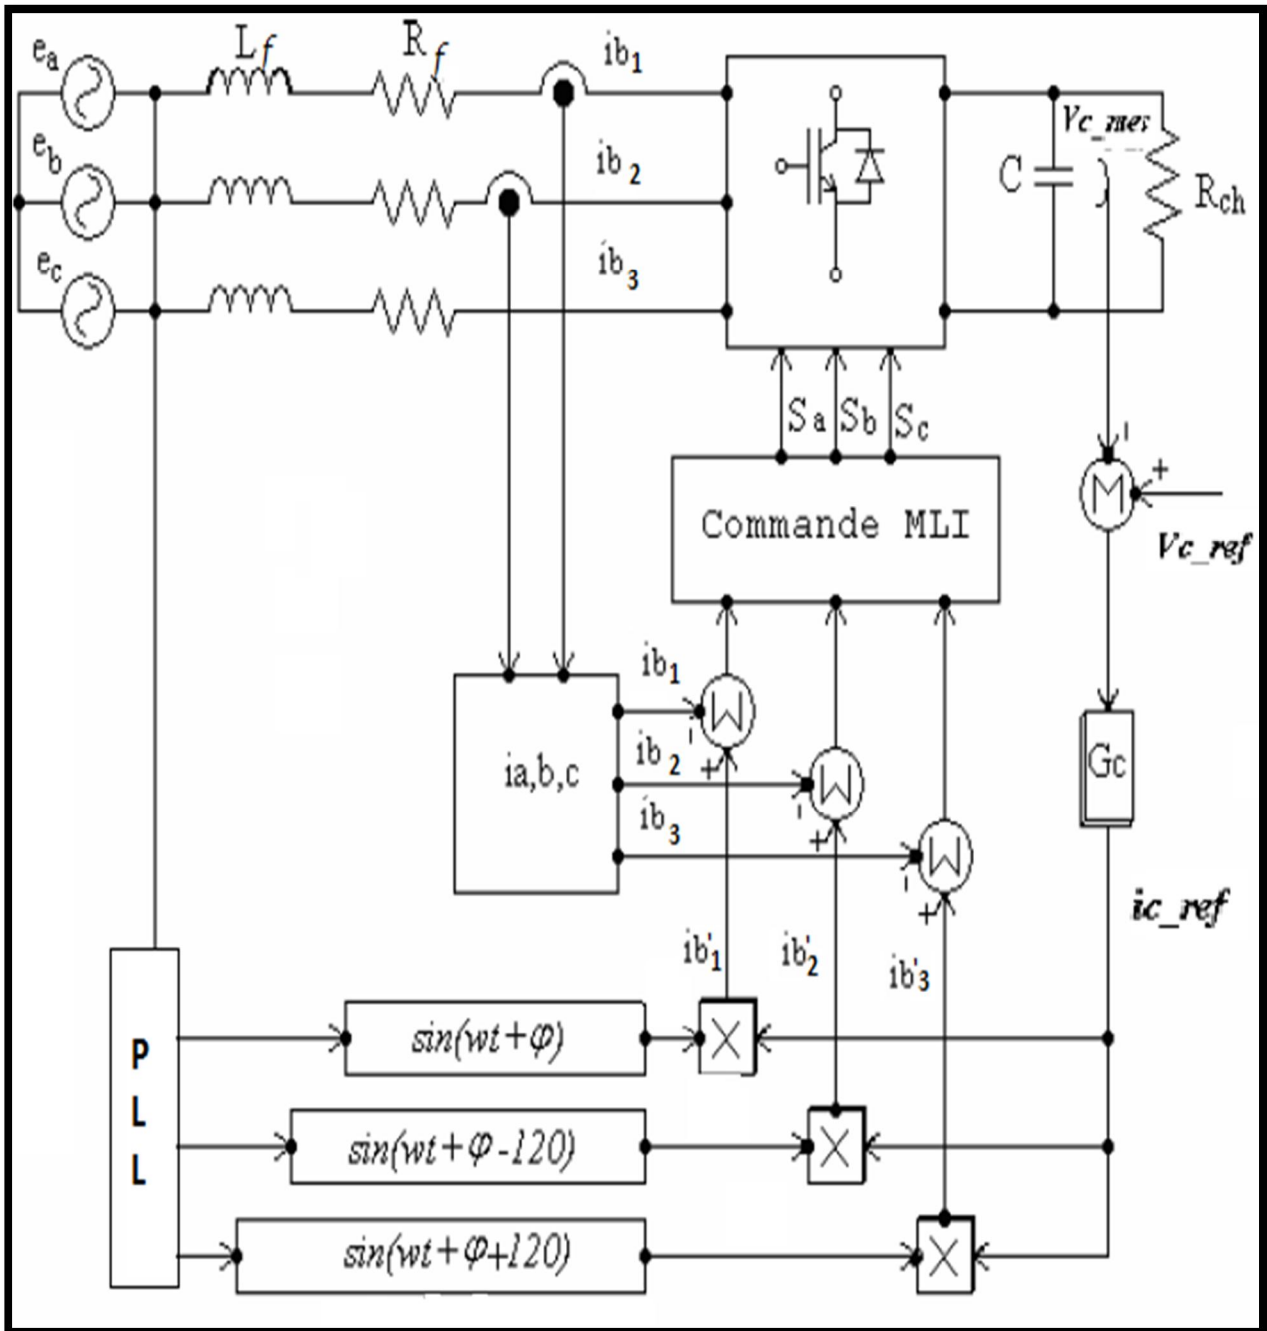 ea
Lf
Rf
ib1
eb
ib2
ec
ib3
C
Vc_mes
Rch
Sa Sb Sc
Commande MLI
M
-
+
Vc_ref
ib1
ib2
ib3
ia,b,c
-
+
-
+
-
+
Gc
ic_ref
ib'1
ib'2
ib'3
PLL
sin(wt+φ)
X
sin(wt+φ-120)
X
sin(wt+φ+120)
X